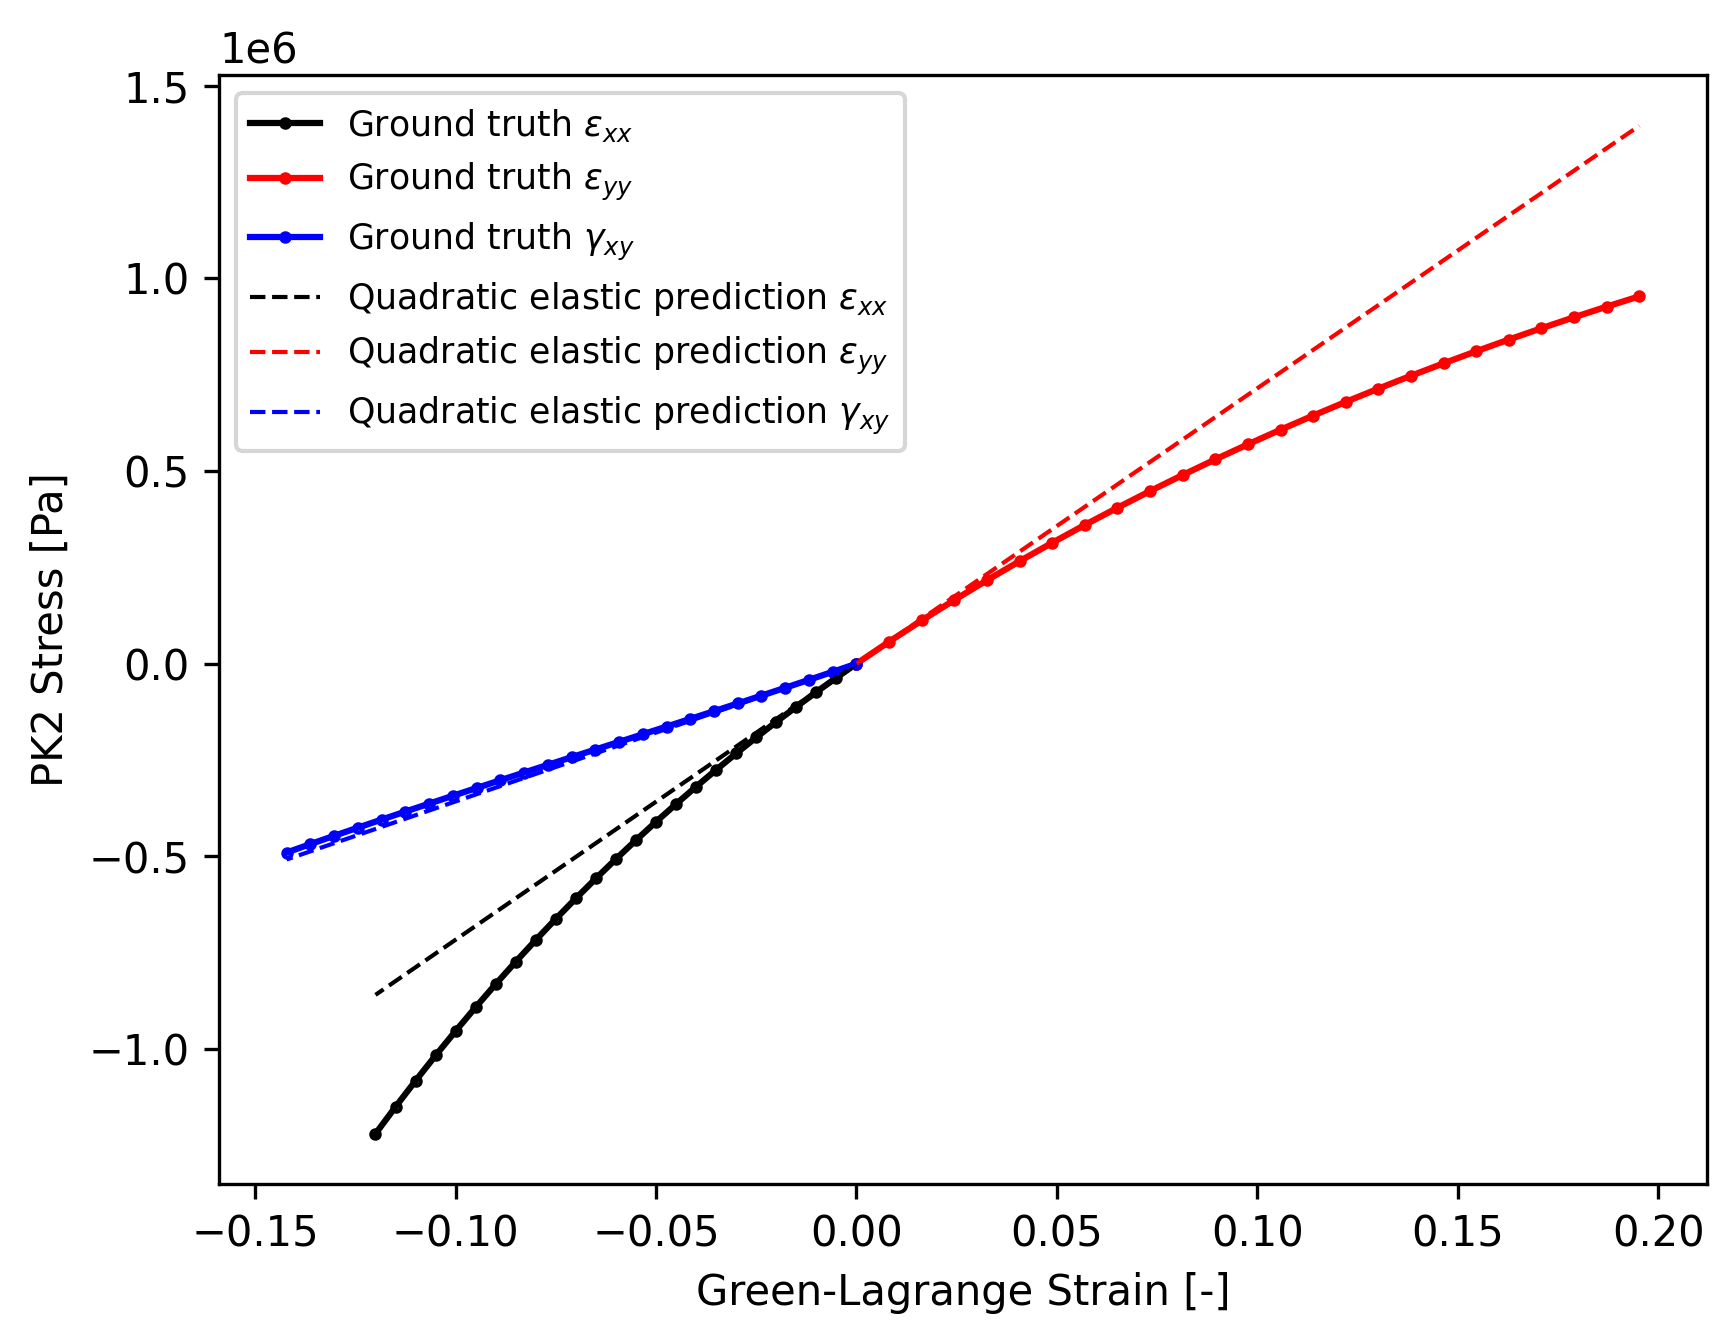 1e6
1.5
1.0
0.5
0.0
−0.5
−1.0
PK2 Stress [Pa]
Ground truth εxx
Ground truth εyy
Ground truth γxy
Quadratic elastic prediction εxx
Quadratic elastic prediction εyy
Quadratic elastic prediction γxy
−0.15 −0.10 −0.05 0.00 0.05 0.10 0.15 0.20
Green-Lagrange Strain [-]